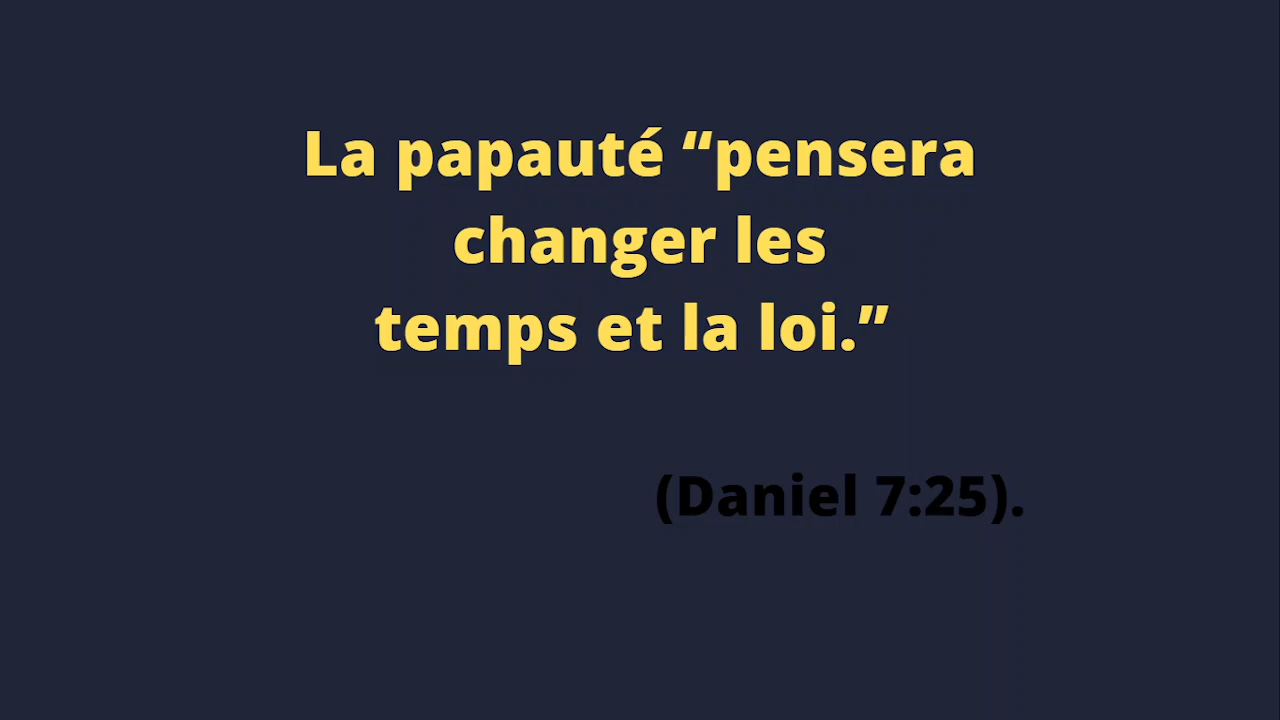 La papauté “pensera
changer les
temps et la loi.”
(Daniel 7:25).